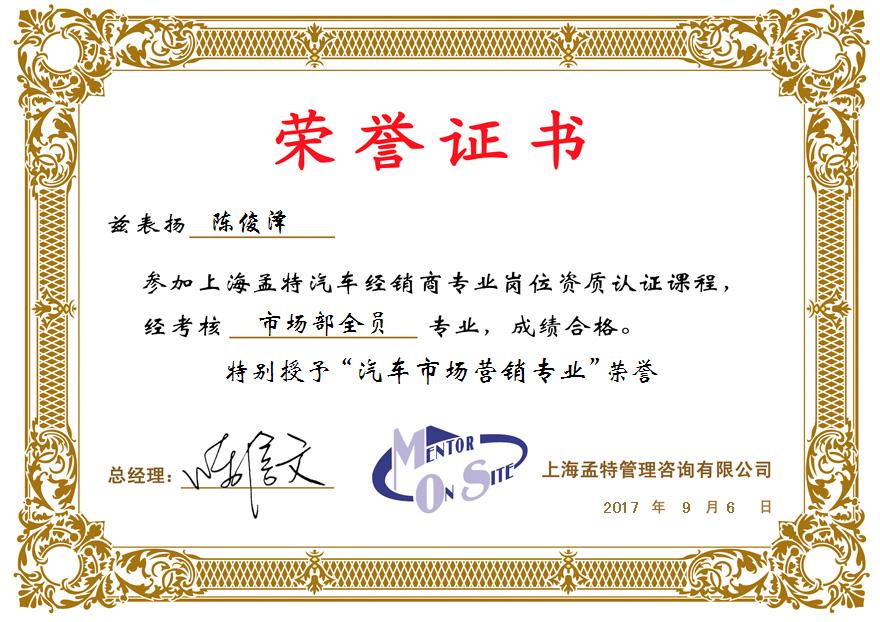 荣誉证书
兹表扬 陈俊泽
参加上海孟特汽车经销商专业岗位资质认证课程，
经考核 市场部全员 专业，成绩合格。
特别授予“汽车市场营销专业”荣誉
总经理：
MENTOR
ON SITE
上海孟特管理咨询有限公司
2017 年 9 月 6 日